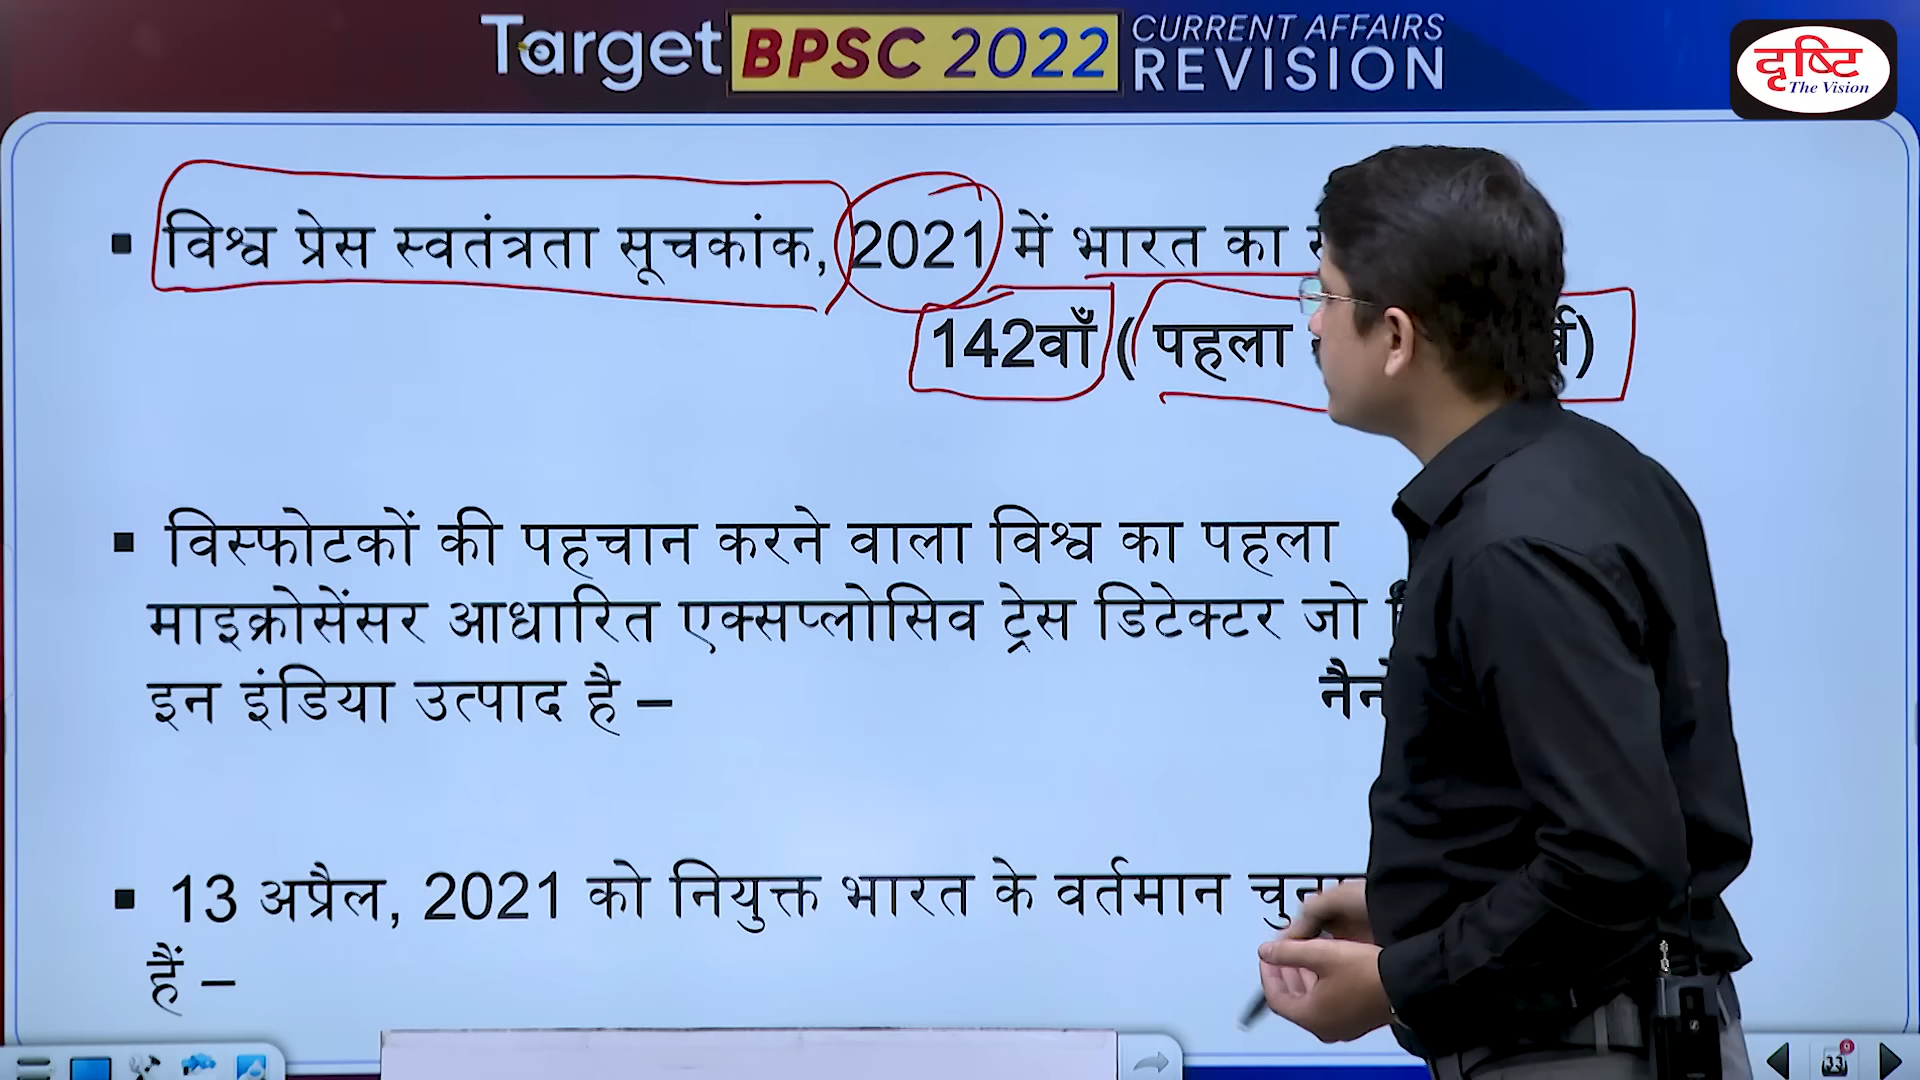 Target BPSC 2022 CURRENT AFFAIRS REVISION
दृष्टि
The Vision
▪ विश्व प्रेस स्वतंत्रता सूचकांक, 2021 में भारत का
142वाँ ( पहला
▪ विस्फोटकों की पहचान करने वाला विश्व का पहला
माइक्रोसेंसर आधारित एक्सप्लोसिव ट्रेस डिटेक्टर जो
इन इंडिया उत्पाद है –
▪ 13 अप्रैल, 2021 को नियुक्त भारत के वर्तमान
हैं –
33